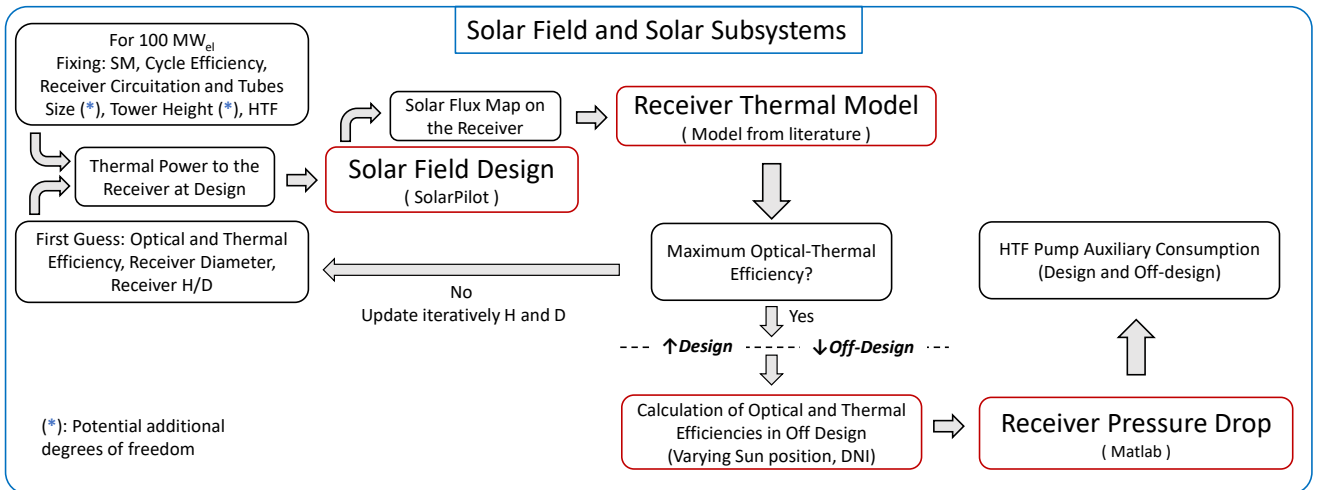 Solar Field and Solar Subsystems
For 100 MWel
Fixing: SM, Cycle Efficiency,
Receiver Circuitation and Tubes
Size (*), Tower Height (*), HTF
Thermal Power to the
Receiver at Design
First Guess: Optical and Thermal
Efficiency, Receiver Diameter,
Receiver H/D
Solar Flux Map on
the Receiver
Solar Field Design
( SolarPilot )
Receiver Thermal Model
( Model from literature )
Maximum Optical-Thermal
Efficiency?
No
Update iteratively H and D
Yes
↑Design
↓Off-Design
Calculation of Optical and Thermal
Efficiencies in Off Design
(Varying Sun position, DNI)
Receiver Pressure Drop
( Matlab )
HTF Pump Auxiliary Consumption
(Design and Off-design)
(*): Potential additional
degrees of freedom